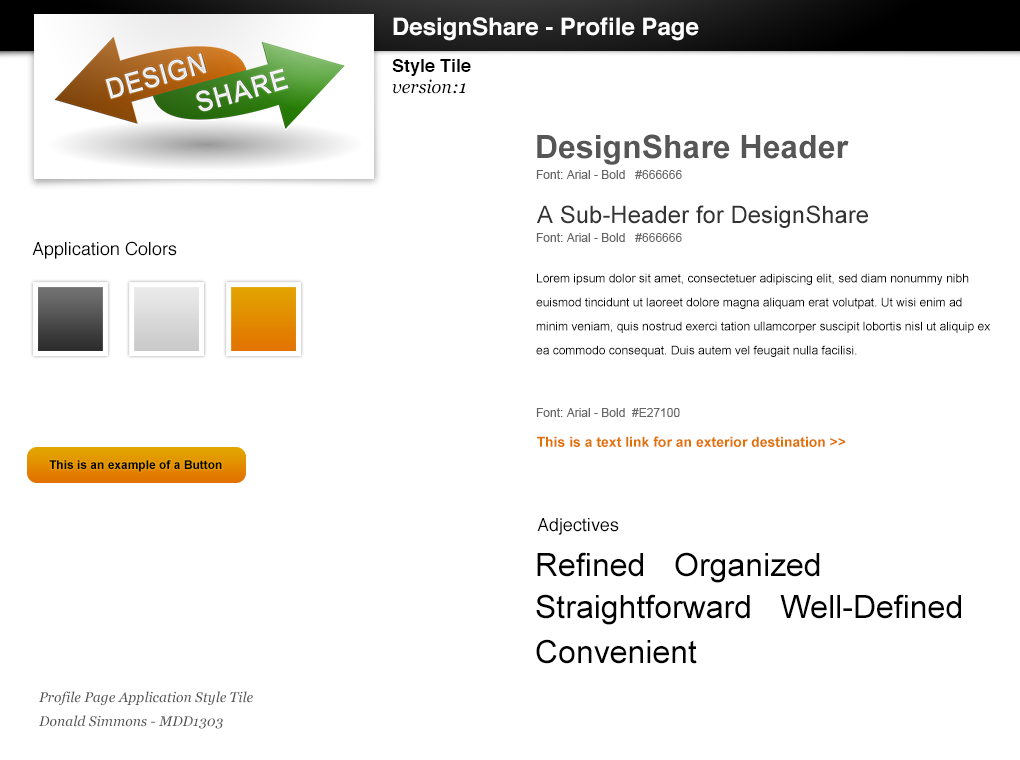 DesignShare - Profile Page
DESIGN
SHARE
Style Tile
version:1
DesignShare Header
Font: Arial - Bold #666666
A Sub-Header for DesignShare
Font: Arial - Bold #666666
Application Colors
Lorem ipsum dolor sit amet, consectetuer adipiscing elit, sed diam nonummy nibh
euismod tincidunt ut laoreet dolore magna aliquam erat volutpat. Ut wisi enim ad
minim veniam, quis nostrud exerci tation ullamcorper suscipit lobortis nisl ut aliquip ex
ea commodo consequat. Duis autem vel feugait nulla facilisi.
Font: Arial - Bold #E27100
This is a text link for an exterior destination >>
This is an example of a Button
Adjectives
Refined Organized
Straightforward Well-Defined
Convenient
Profile Page Application Style Tile
Donald Simmons - MDD1303